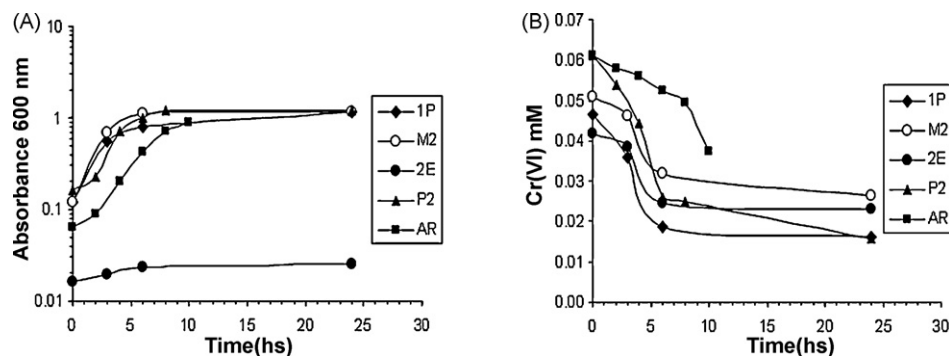 (A)
Absorbance 600 nm
10
1
0.1
0.01
0 5 10 15 20 25 30
Time(hs)
1P
M2
2E
P2
AR
(B)
Cr(VI) mM
0.07
0.06
0.05
0.04
0.03
0.02
0.01
0.00
0 5 10 15 20 25 30
Time(hs)
1P
M2
2E
P2
AR